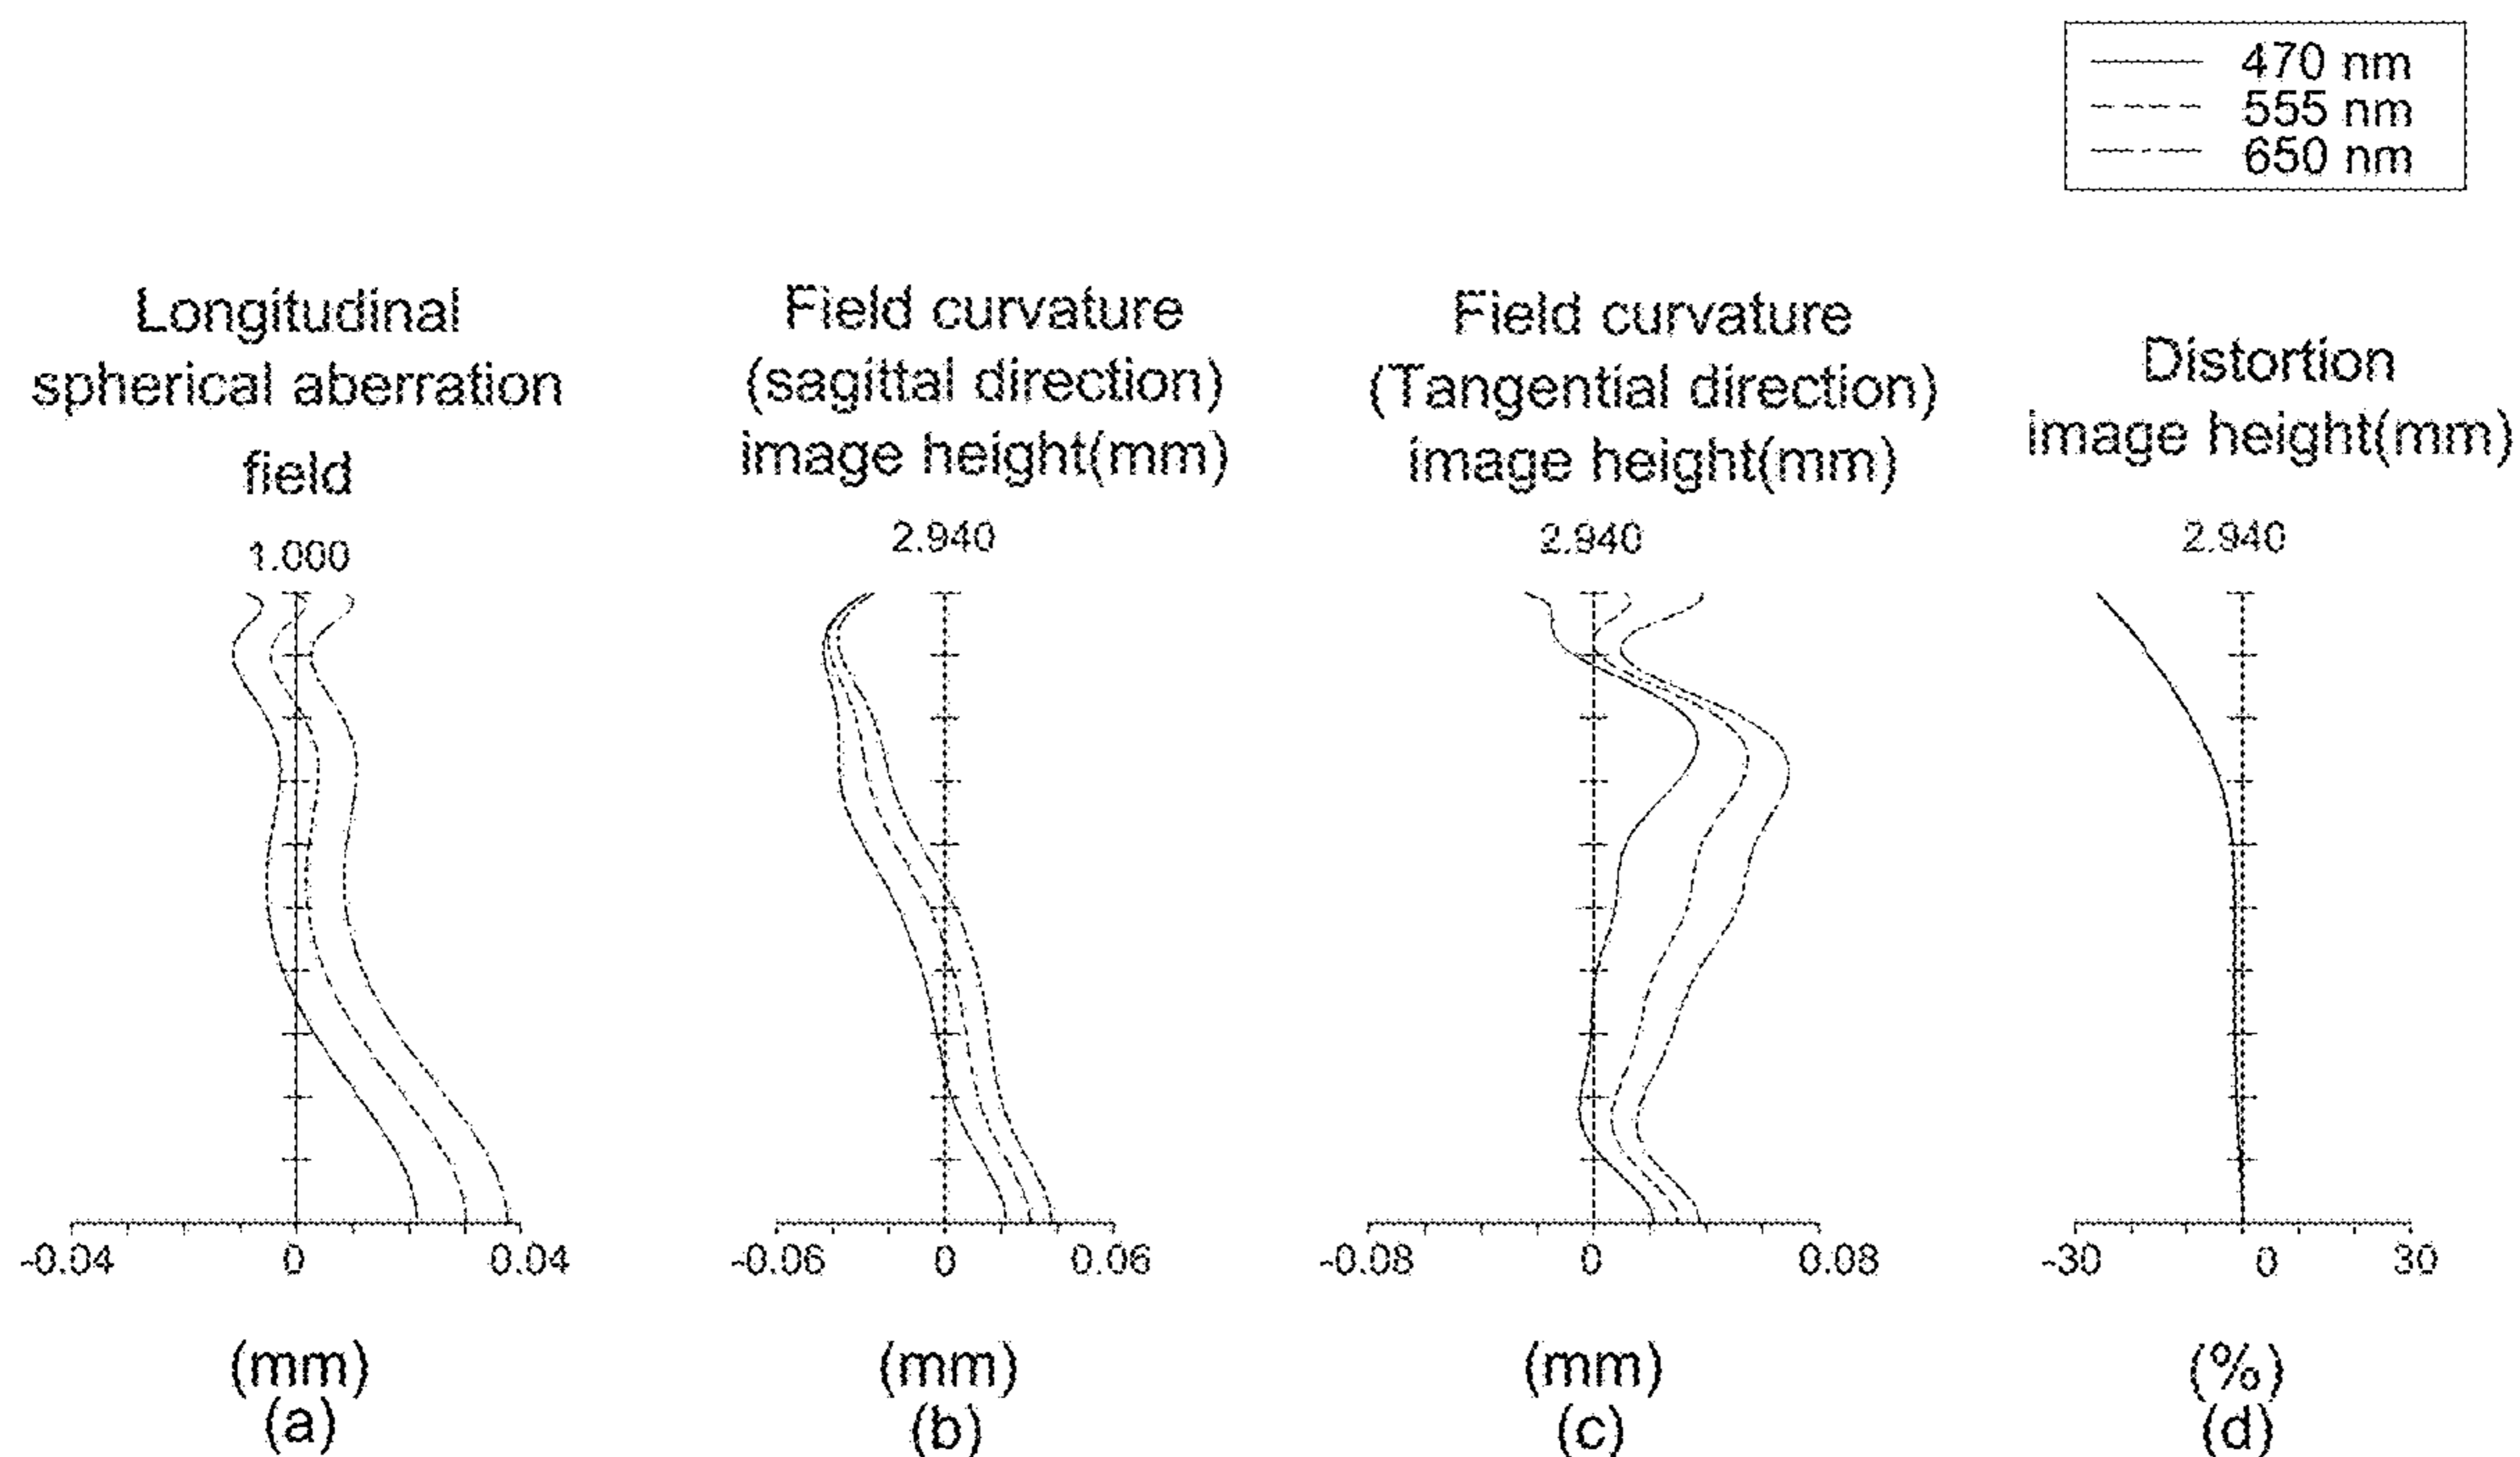 470 nm
555 nm
650 nm
Longitudinal
spherical aberration
field
1.000
-0.04 0 0.04
(mm)
(a)
Field curvature
(sagittal direction)
image height(mm)
2.940
-0.06 0 0.06
(mm)
(b)
Field curvature
(Tangential direction)
image height(mm)
2.940
-0.08 0 0.08
(mm)
(c)
Distortion
image height(mm)
2.940
-30 0 30
(%)
(d)